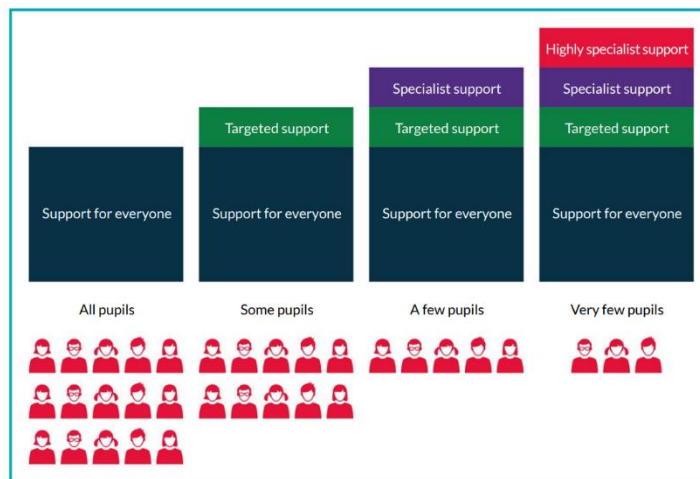 Highly specialist support
Specialist support
Specialist support
Targeted support
Targeted support
Targeted support
Support for everyone
Support for everyone
Support for everyone
Support for everyone
All pupils
Some pupils
A few pupils
Very few pupils